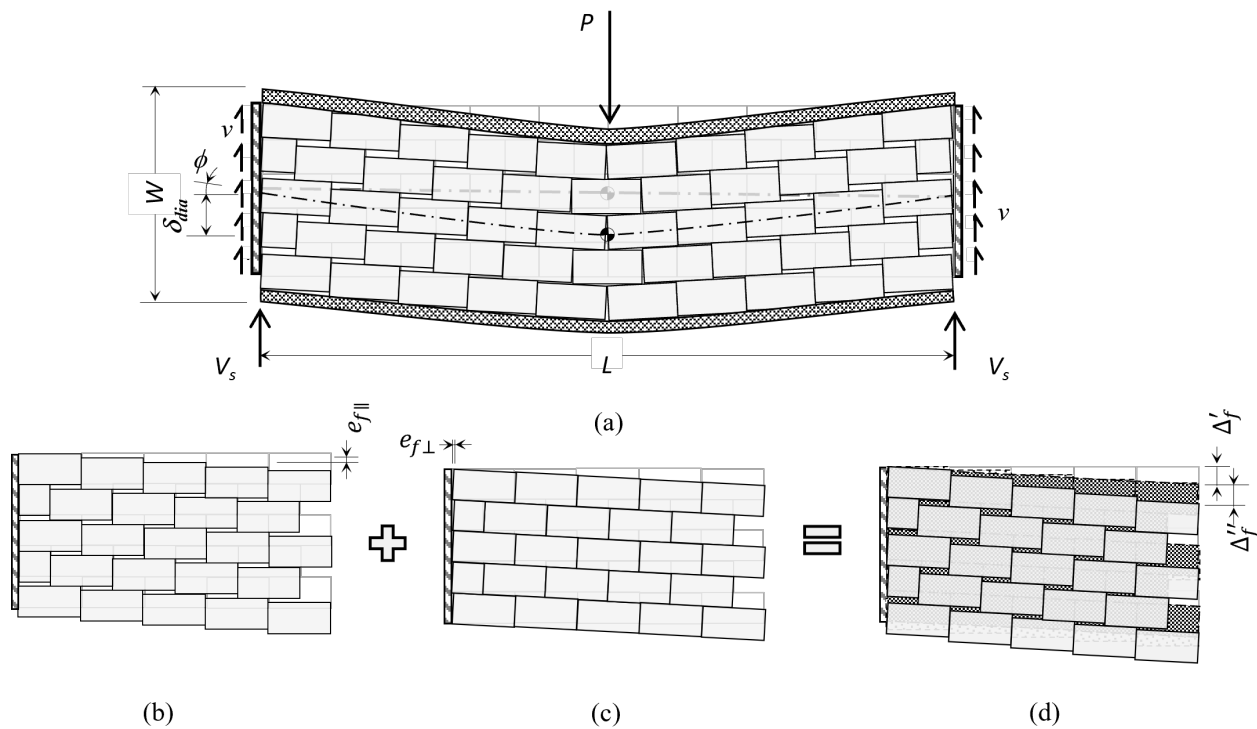 P
v
ϕ
W
δdia
v
Vs
L
Vs
(a)
ef∥
ef⊥
Δ′f
Δ′′f
(b)
(c)
(d)